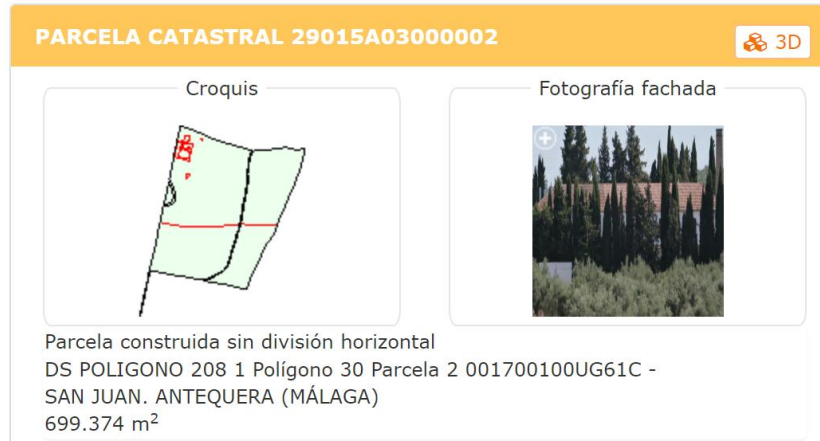 PARCELA CATASTRAL 29015A03000002
3D
Croquis
Fotografía fachada
Parcela construida sin división horizontal
DS POLIGONO 208 1 Polígono 30 Parcela 2 001700100UG61C -
SAN JUAN. ANTEQUERA (MÁLAGA)
699.374 m²